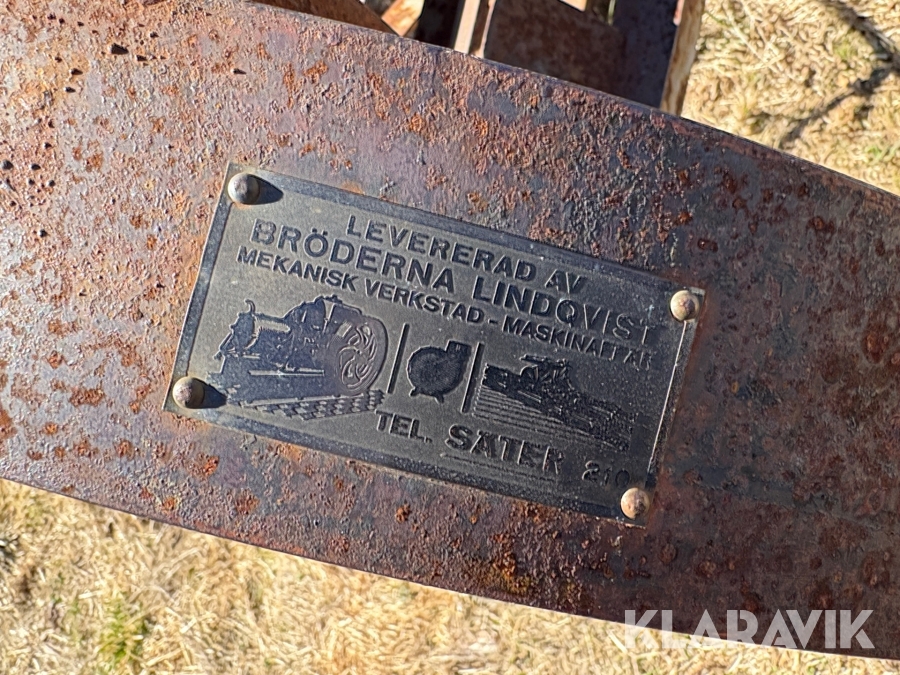 LEVERERAD AV
BRÖDERNA LINDQVIST
MEKANISK VERKSTAD - MASKINAFFÄR
TEL. SÄTER 210
KLARAVIK